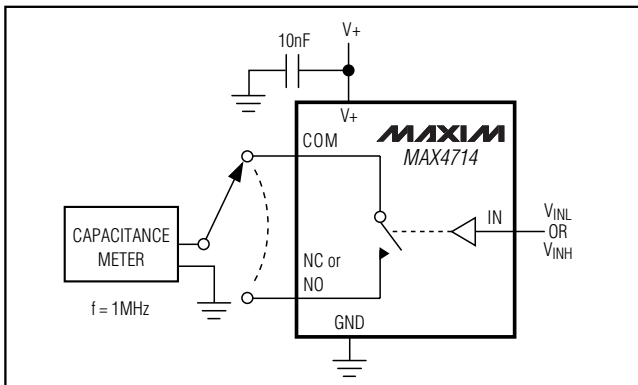 10nF
V+
V+
MAXIM
MAX4714
COM
IN
VINL
OR
VINH
CAPACITANCE
METER
NC or
NO
f = 1MHz
GND